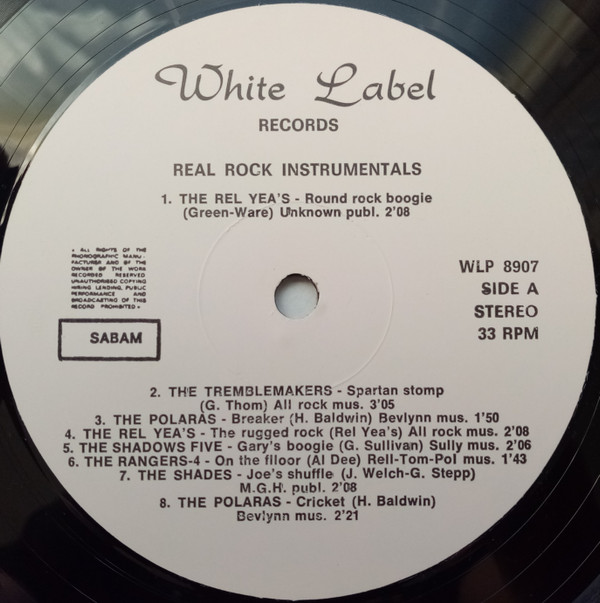 White Label
RECORDS
REAL ROCK INSTRUMENTALS
1. THE REL YEA'S - Round rock boogie
(Green-Ware) Unknown publ. 2'08
• ALL RIGHTS OF THE
PHONOGRAPHIC MANU-
FACTURER AND OF THE
OWNER OF THE WORK
RECORDED RESERVED
UNAUTHORISED COPYING
HIRING LENDING, PUBLIC
PERFORMANCE AND
BROADCASTING OF THIS
RECORD PROHIBITED •
SABAM
WLP 8907
SIDE A
STEREO
33 RPM
2. THE TREMBLEMAKERS - Spartan stomp
(G. Thom) All rock mus. 3'05
3. THE POLARAS - Breaker (H. Baldwin) Bevlynn mus. 1'50
4. THE REL YEA'S - The rugged rock (Rel Yea's) All rock mus. 2'08
5. THE SHADOWS FIVE - Gary's boogie (G. Sullivan) Sully mus. 2'06
6. THE RANGERS-4 - On the flloor (Al Dee) Rell-Tom-Pol mus. 1'43
7. THE SHADES - Joe's shuffle (J. Welch-G. Stepp)
M.G.H. publ. 2'08
8. THE POLARAS - Cricket (H. Baldwin)
Bevlynn mus. 2'21